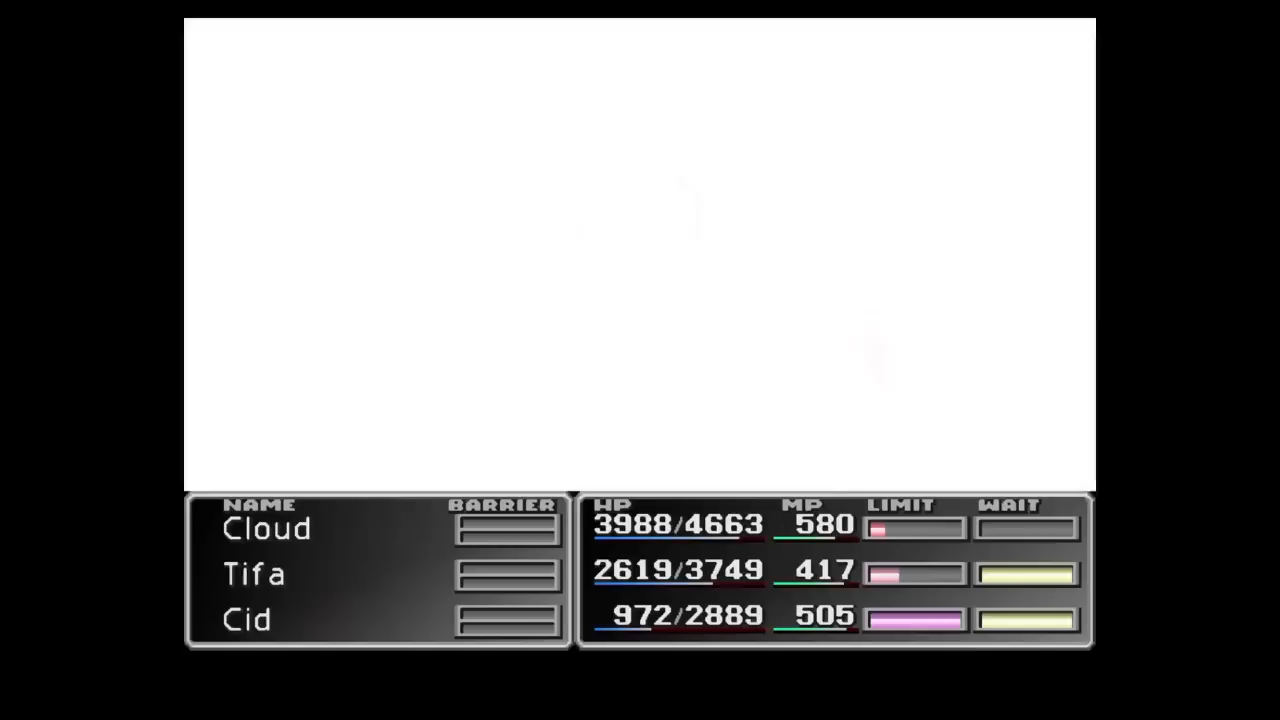 NAME BARRIER HP MP LIMIT WAIT
Cloud 3988/4663 580
Tifa 2619/3749 417
Cid 972/2889 505